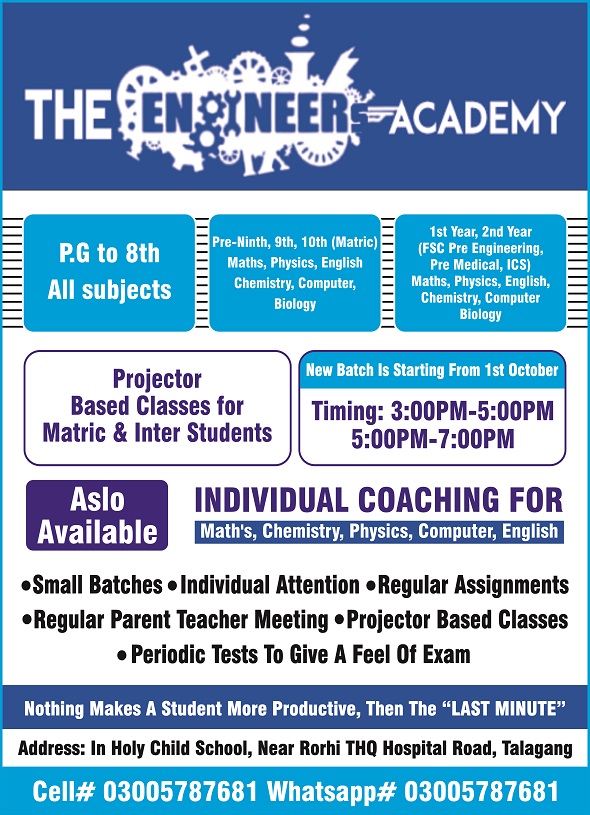 THE ENGINEERS ACADEMY
P.G to 8th
All subjects
Pre-Ninth, 9th, 10th (Matric)
Maths, Physics, English
Chemistry, Computer,
Biology
1st Year, 2nd Year
(FSC Pre Engineering,
Pre Medical, ICS)
Maths, Physics, English,
Chemistry, Computer
Biology
Projector
Based Classes for
Matric & Inter Students
New Batch Is Starting From 1st October
Timing: 3:00PM-5:00PM
5:00PM-7:00PM
Aslo
Available
INDIVIDUAL COACHING FOR
Math's, Chemistry, Physics, Computer, English
•Small Batches •Individual Attention •Regular Assignments
•Regular Parent Teacher Meeting •Projector Based Classes
•Periodic Tests To Give A Feel Of Exam
Nothing Makes A Student More Productive, Then The “LAST MINUTE”
Address: In Holy Child School, Near Rorhi THQ Hospital Road, Talagang
Cell# 03005787681 Whatsapp# 03005787681